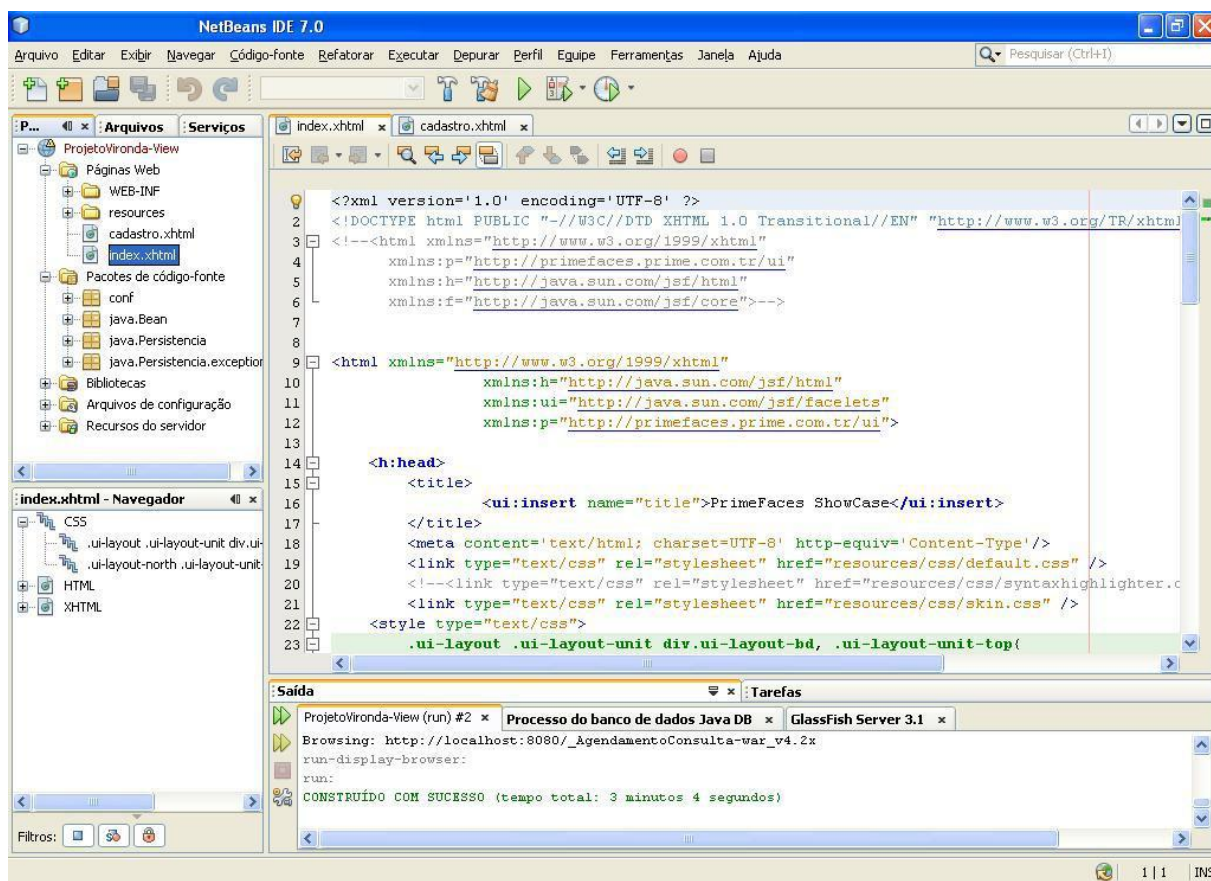 NetBeans IDE 7.0
Arquivo Editar Exibir Navegar Código-fonte Refatorar Executar Depurar Perfil Equipe Ferramentas Janela Ajuda
Pesquisar (Ctrl+I)
P... Arquivos Serviços
ProjetoVironda-View
Páginas Web
WEB-INF
resources
cadastro.xhtml
index.xhtml
Pacotes de código-fonte
conf
java.Bean
java.Persistencia
java.Persistencia.exception
Bibliotecas
Arquivos de configuração
Recursos do servidor
index.xhtml - Navegador
CSS
.ui-layout .ui-layout-unit div.ui-
.ui-layout-north .ui-layout-unit-
HTML
XHTML
Filtros:
index.xhtml x cadastro.xhtml x
<?xml version='1.0' encoding='UTF-8' ?>
2 <!DOCTYPE html PUBLIC "-//W3C//DTD XHTML 1.0 Transitional//EN" "http://www.w3.org/TR/xhtml
3 <!--<html xmlns="http://www.w3.org/1999/xhtml"
4 xmlns:p="http://primefaces.prime.com.tr/ui"
5 xmlns:h="http://java.sun.com/jsf/html"
6 xmlns:f="http://java.sun.com/jsf/core">-->
7
8
9 <html xmlns="http://www.w3.org/1999/xhtml"
10 xmlns:h="http://java.sun.com/jsf/html"
11 xmlns:ui="http://java.sun.com/jsf/facelets"
12 xmlns:p="http://primefaces.prime.com.tr/ui">
13
14 <h:head>
15 <title>
16 <ui:insert name="title">PrimeFaces ShowCase</ui:insert>
17 </title>
18 <meta content='text/html; charset=UTF-8' http-equiv='Content-Type'/>
19 <link type="text/css" rel="stylesheet" href="resources/css/default.css" />
20 <!--<link type="text/css" rel="stylesheet" href="resources/css/syntaxhighlighter.c
21 <link type="text/css" rel="stylesheet" href="resources/css/skin.css" />
22 <style type="text/css">
23 .ui-layout .ui-layout-unit div.ui-layout-bd, .ui-layout-unit-top{
Saída Tarefas
ProjetoVironda-View (run) #2 x Processo do banco de dados Java DB x GlassFish Server 3.1 x
Browsing: http://localhost:8080/_AgendamentoConsulta-war_v4.2x
run-display-browser:
run:
CONSTRUÍDO COM SUCESSO (tempo total: 3 minutos 4 segundos)
1 | 1 INS